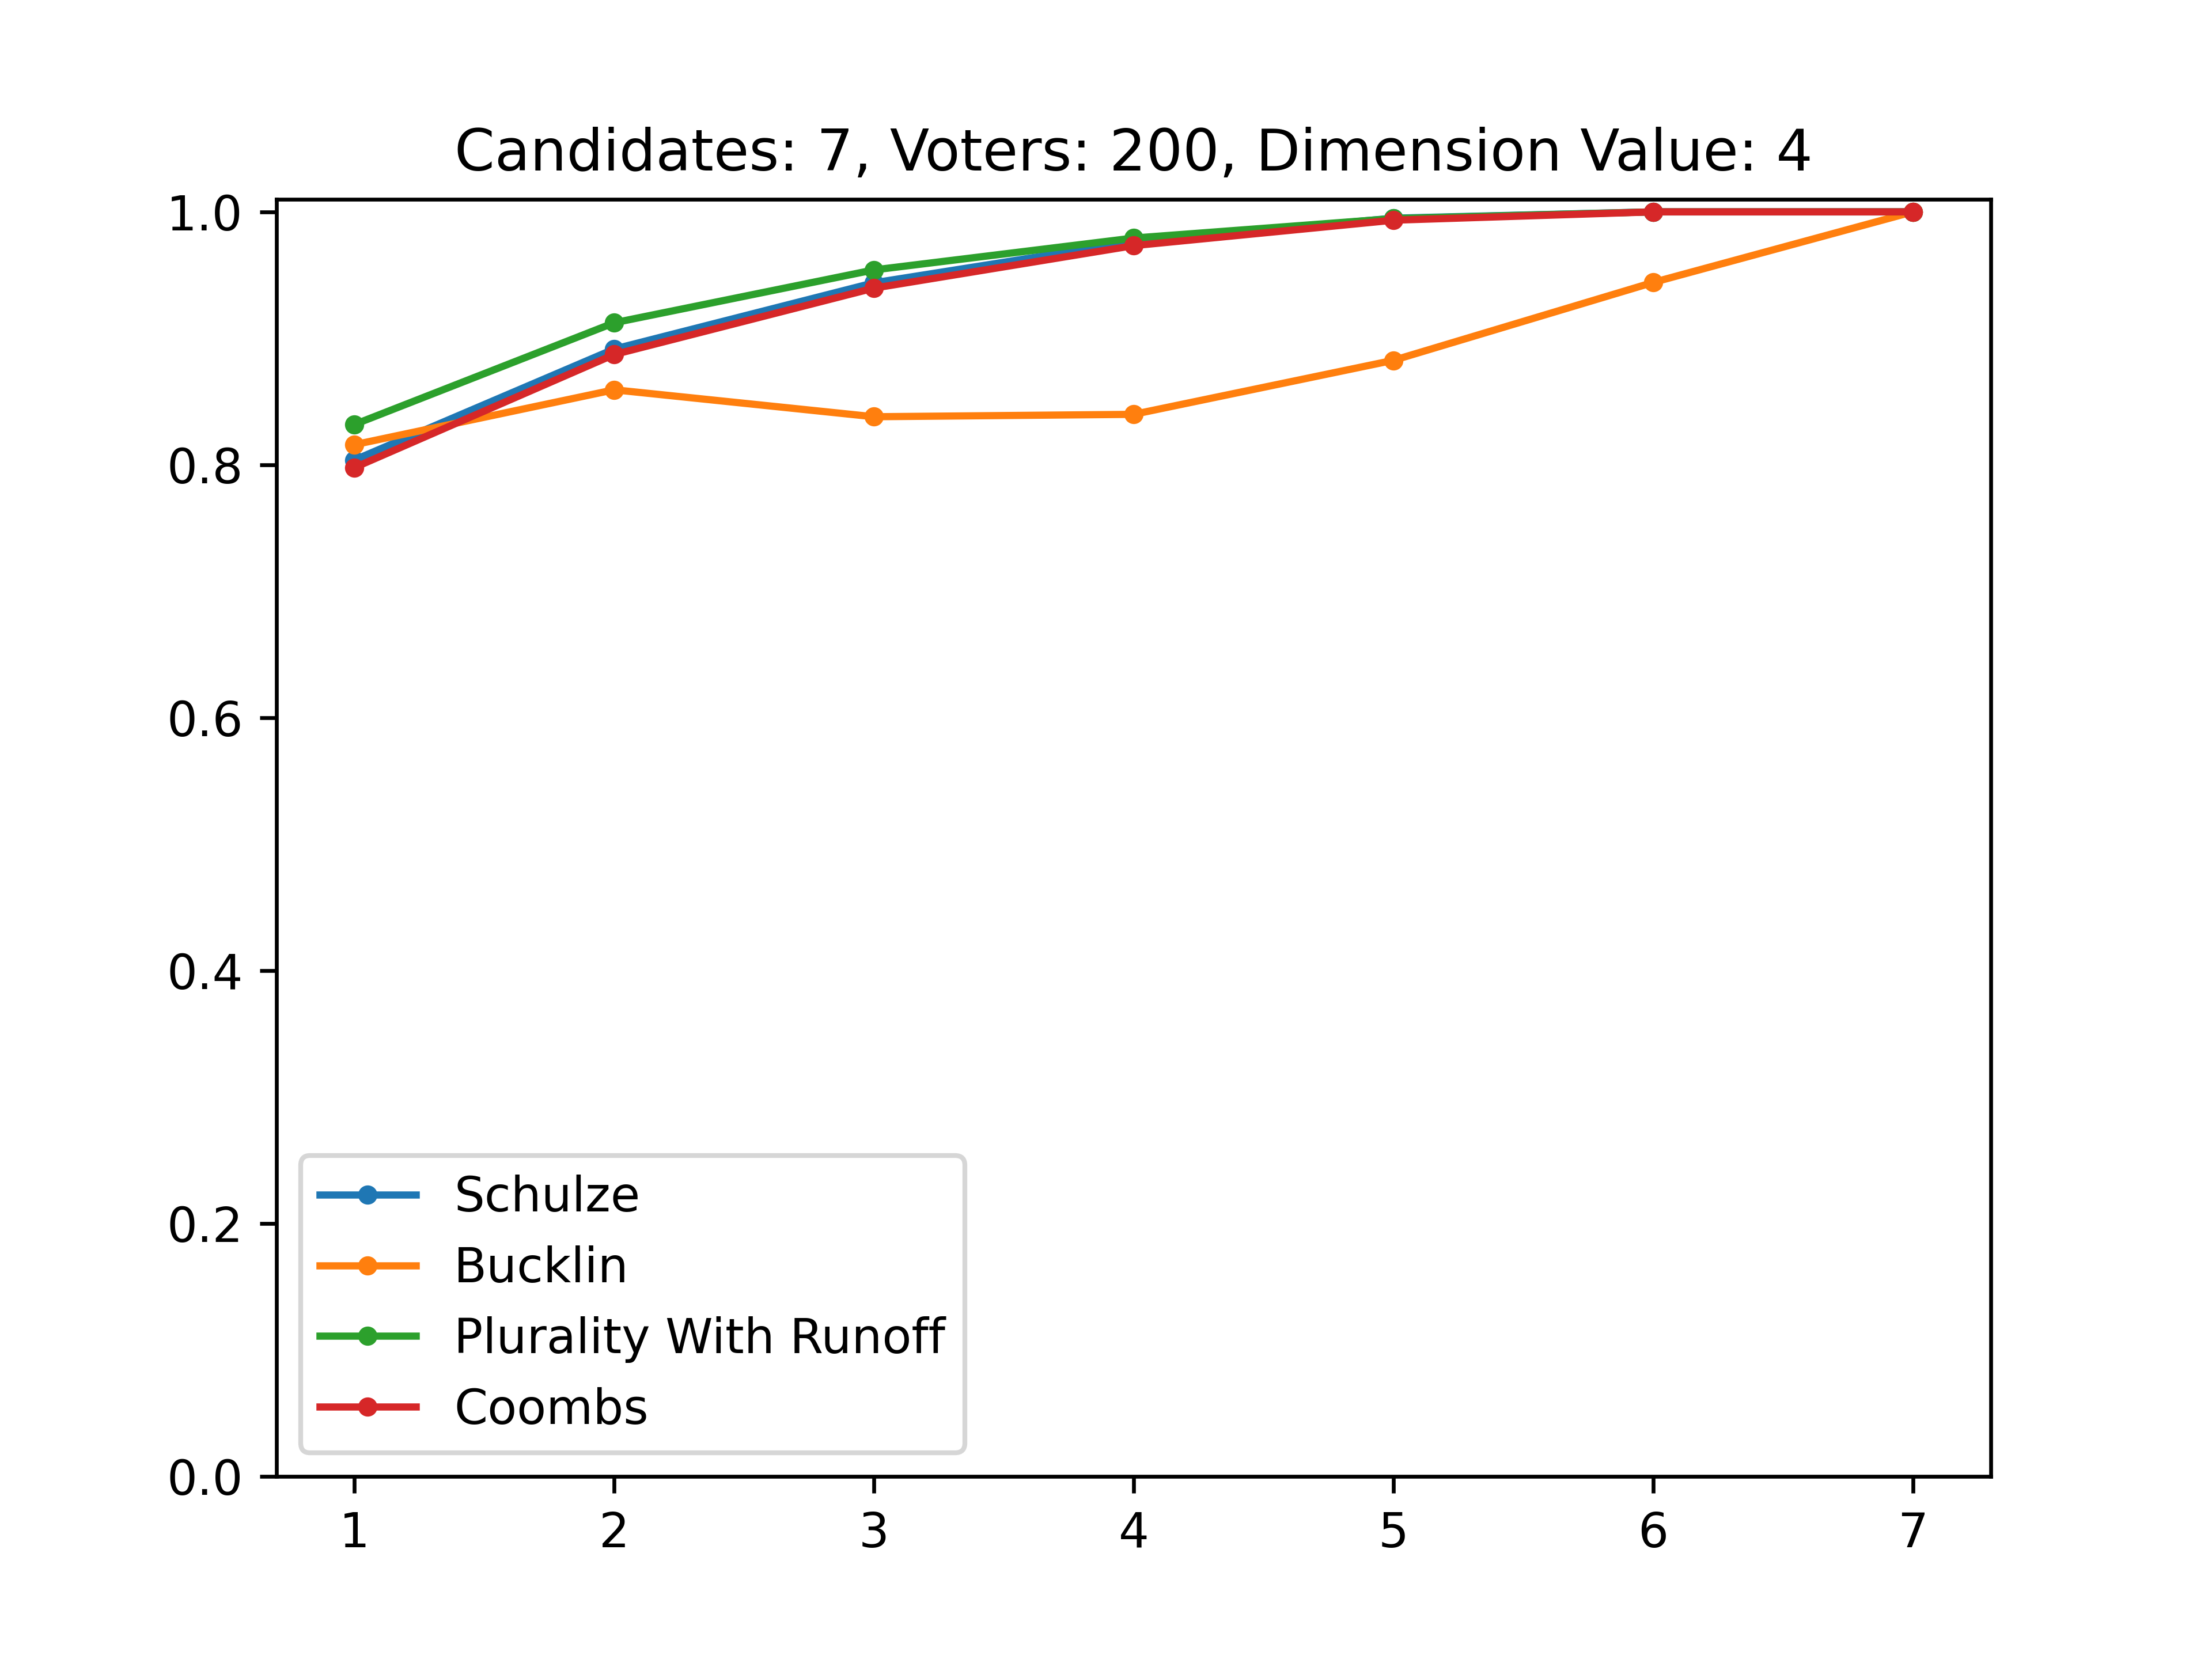 Candidates: 7, Voters: 200, Dimension Value: 4
1.0
0.8
0.6
0.4
0.2
0.0
Schulze
Bucklin
Plurality With Runoff
Coombs
1 2 3 4 5 6 7